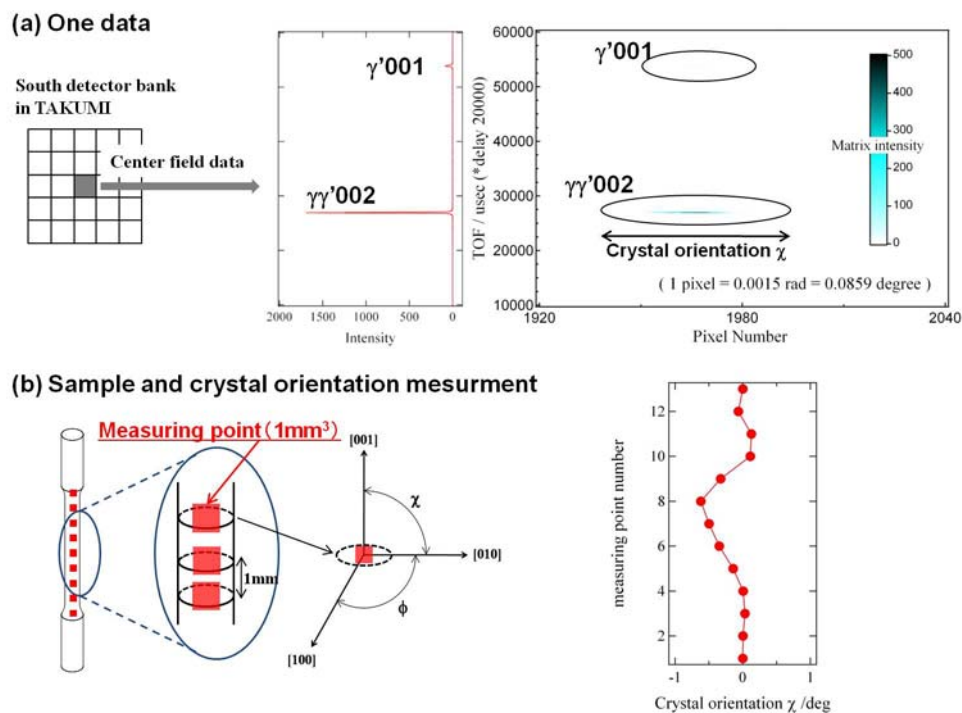 (a) One data
South detector bank
in TAKUMI
Center field data
γ'001
γγ'002
2000
1500
1000
500
0
Intensity
TOF / usec (*delay 20000)
60000
50000
40000
30000
20000
10000
γ'001
γγ'002
Crystal orientation χ
( 1 pixel = 0.0015 rad = 0.0859 degree )
500
400
300
Matrix intensity
200
100
0
1920
1980
2040
Pixel Number
(b) Sample and crystal orientation mesurment
Measuring point(1mm³)
1mm
[001]
χ
[010]
ϕ
[100]
measuring point number
12
10
8
6
4
2
-1
0
1
Crystal orientation χ /deg